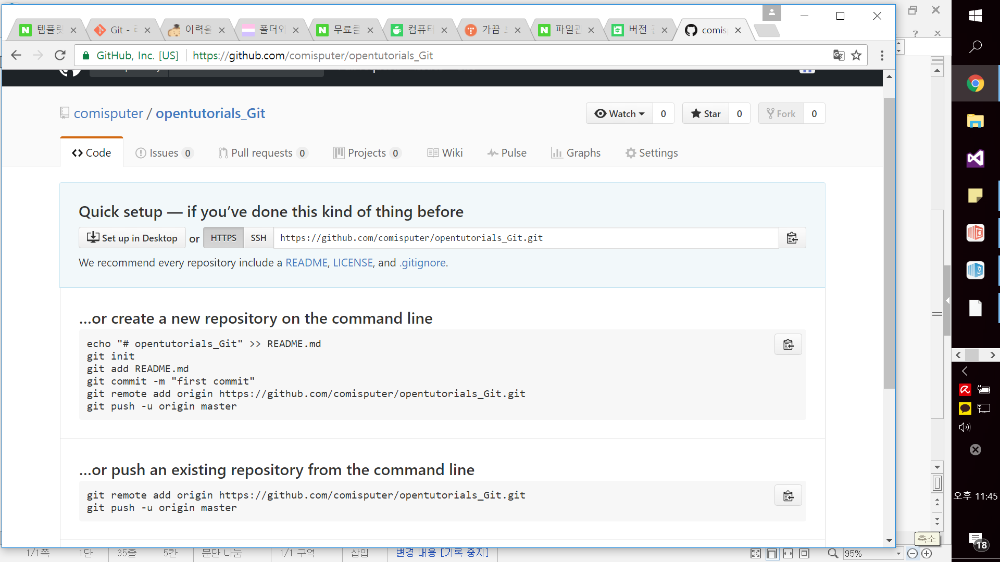 템플릿
Git -
이력을
폴더와
무료클
컴퓨터
가끔
파일관
버전
comis
GitHub, Inc. [US]
https://github.com/comisputer/opentutorials_Git
comisputer / opentutorials_Git
Watch 0
Star 0
Fork 0
Code
Issues 0
Pull requests 0
Projects 0
Wiki
Pulse
Graphs
Settings
Quick setup — if you’ve done this kind of thing before
Set up in Desktop or HTTPS SSH https://github.com/comisputer/opentutorials_Git.git
We recommend every repository include a README, LICENSE, and .gitignore.
…or create a new repository on the command line
echo "# opentutorials_Git" >> README.md
git init
git add README.md
git commit -m "first commit"
git remote add origin https://github.com/comisputer/opentutorials_Git.git
git push -u origin master
…or push an existing repository from the command line
git remote add origin https://github.com/comisputer/opentutorials_Git.git
git push -u origin master
오후 11:45
축소
18
1/1쪽 1단 35줄 5칸 문단 나눔 1/1 구역 삽입 변경 내용 [기록 중지] 95%